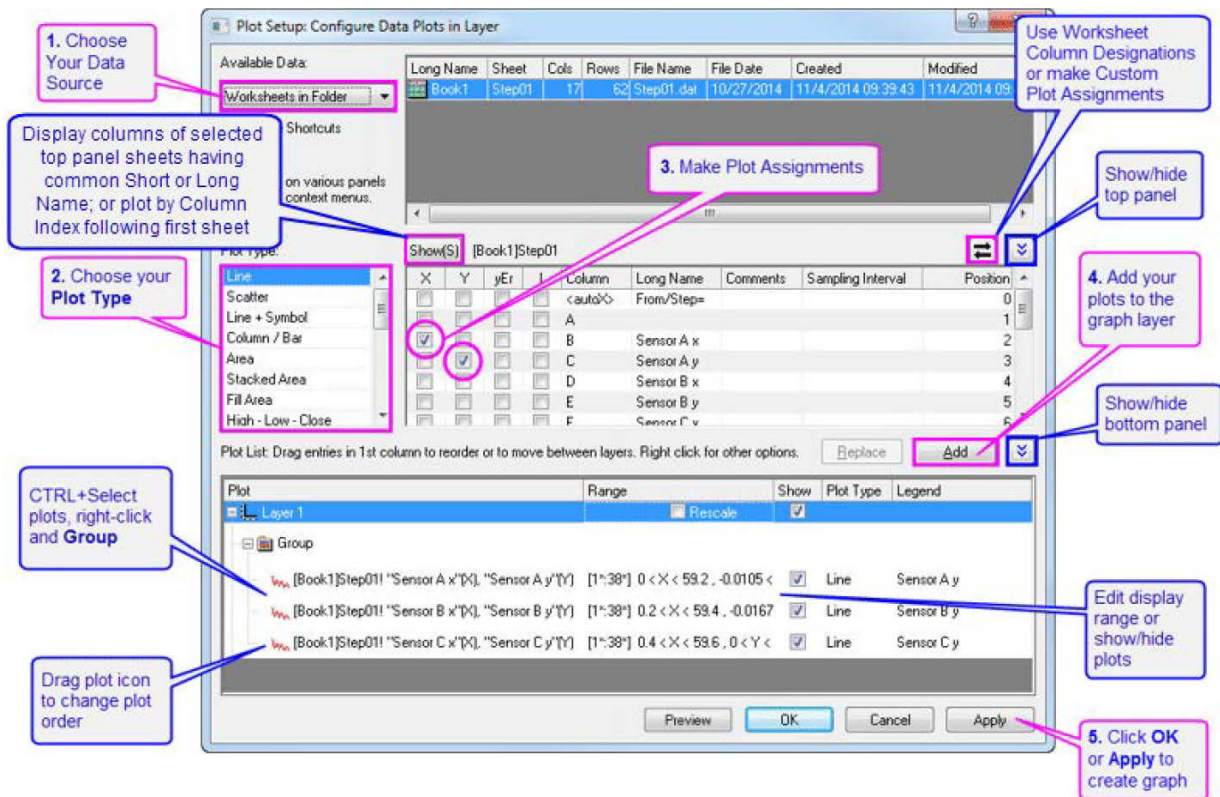 Plot Setup: Configure Data Plots in Layer
1. Choose
Your Data
Source
Available Data:
Worksheets in Folder
Shortcuts
on various panels
context menus.
Long Name Sheet Cols Rows File Name File Date Created Modified
Book1 Step01 17 62 Step01.dat 10/27/2014 11/4/2014 09:39:43 11/4/2014 09:
Use Worksheet
Column Designations
or make Custom
Plot Assignments
Display columns of selected
top panel sheets having
common Short or Long
Name; or plot by Column
Index following first sheet
3. Make Plot Assignments
Show/hide
top panel
Plot Type:
Show(S) [Book1]Step01
2. Choose your
Plot Type
Line
Scatter
Line + Symbol
Column / Bar
Area
Stacked Area
Fill Area
High - Low - Close
X Y yEr L Column Long Name Comments Sampling Interval Position
<autoX> From/Step= 0
A 1
B Sensor A x 2
C Sensor A y 3
D Sensor B x 4
E Sensor B y 5
F Sensor C x 6
4. Add your
plots to the
graph layer
Show/hide
bottom panel
Plot List: Drag entries in 1st column to reorder or to move between layers. Right click for other options.
Replace Add
Plot Range Show Plot Type Legend
Layer 1 Rescale
Group
[Book1]Step01! "Sensor A x"(X), "Sensor A y"(Y) [1*:38*] 0 < X < 59.2 , -0.0105 < Line Sensor A y
[Book1]Step01! "Sensor B x"(X), "Sensor B y"(Y) [1*:38*] 0.2 < X < 59.4 , -0.0167 Line Sensor B y
[Book1]Step01! "Sensor C x"(X), "Sensor C y"(Y) [1*:38*] 0.4 < X < 59.6 , 0 < Y < Line Sensor C y
CTRL+Select
plots, right-click
and Group
Drag plot icon
to change plot
order
Edit display
range or
show/hide
plots
Preview OK Cancel Apply
5. Click OK
or Apply to
create graph